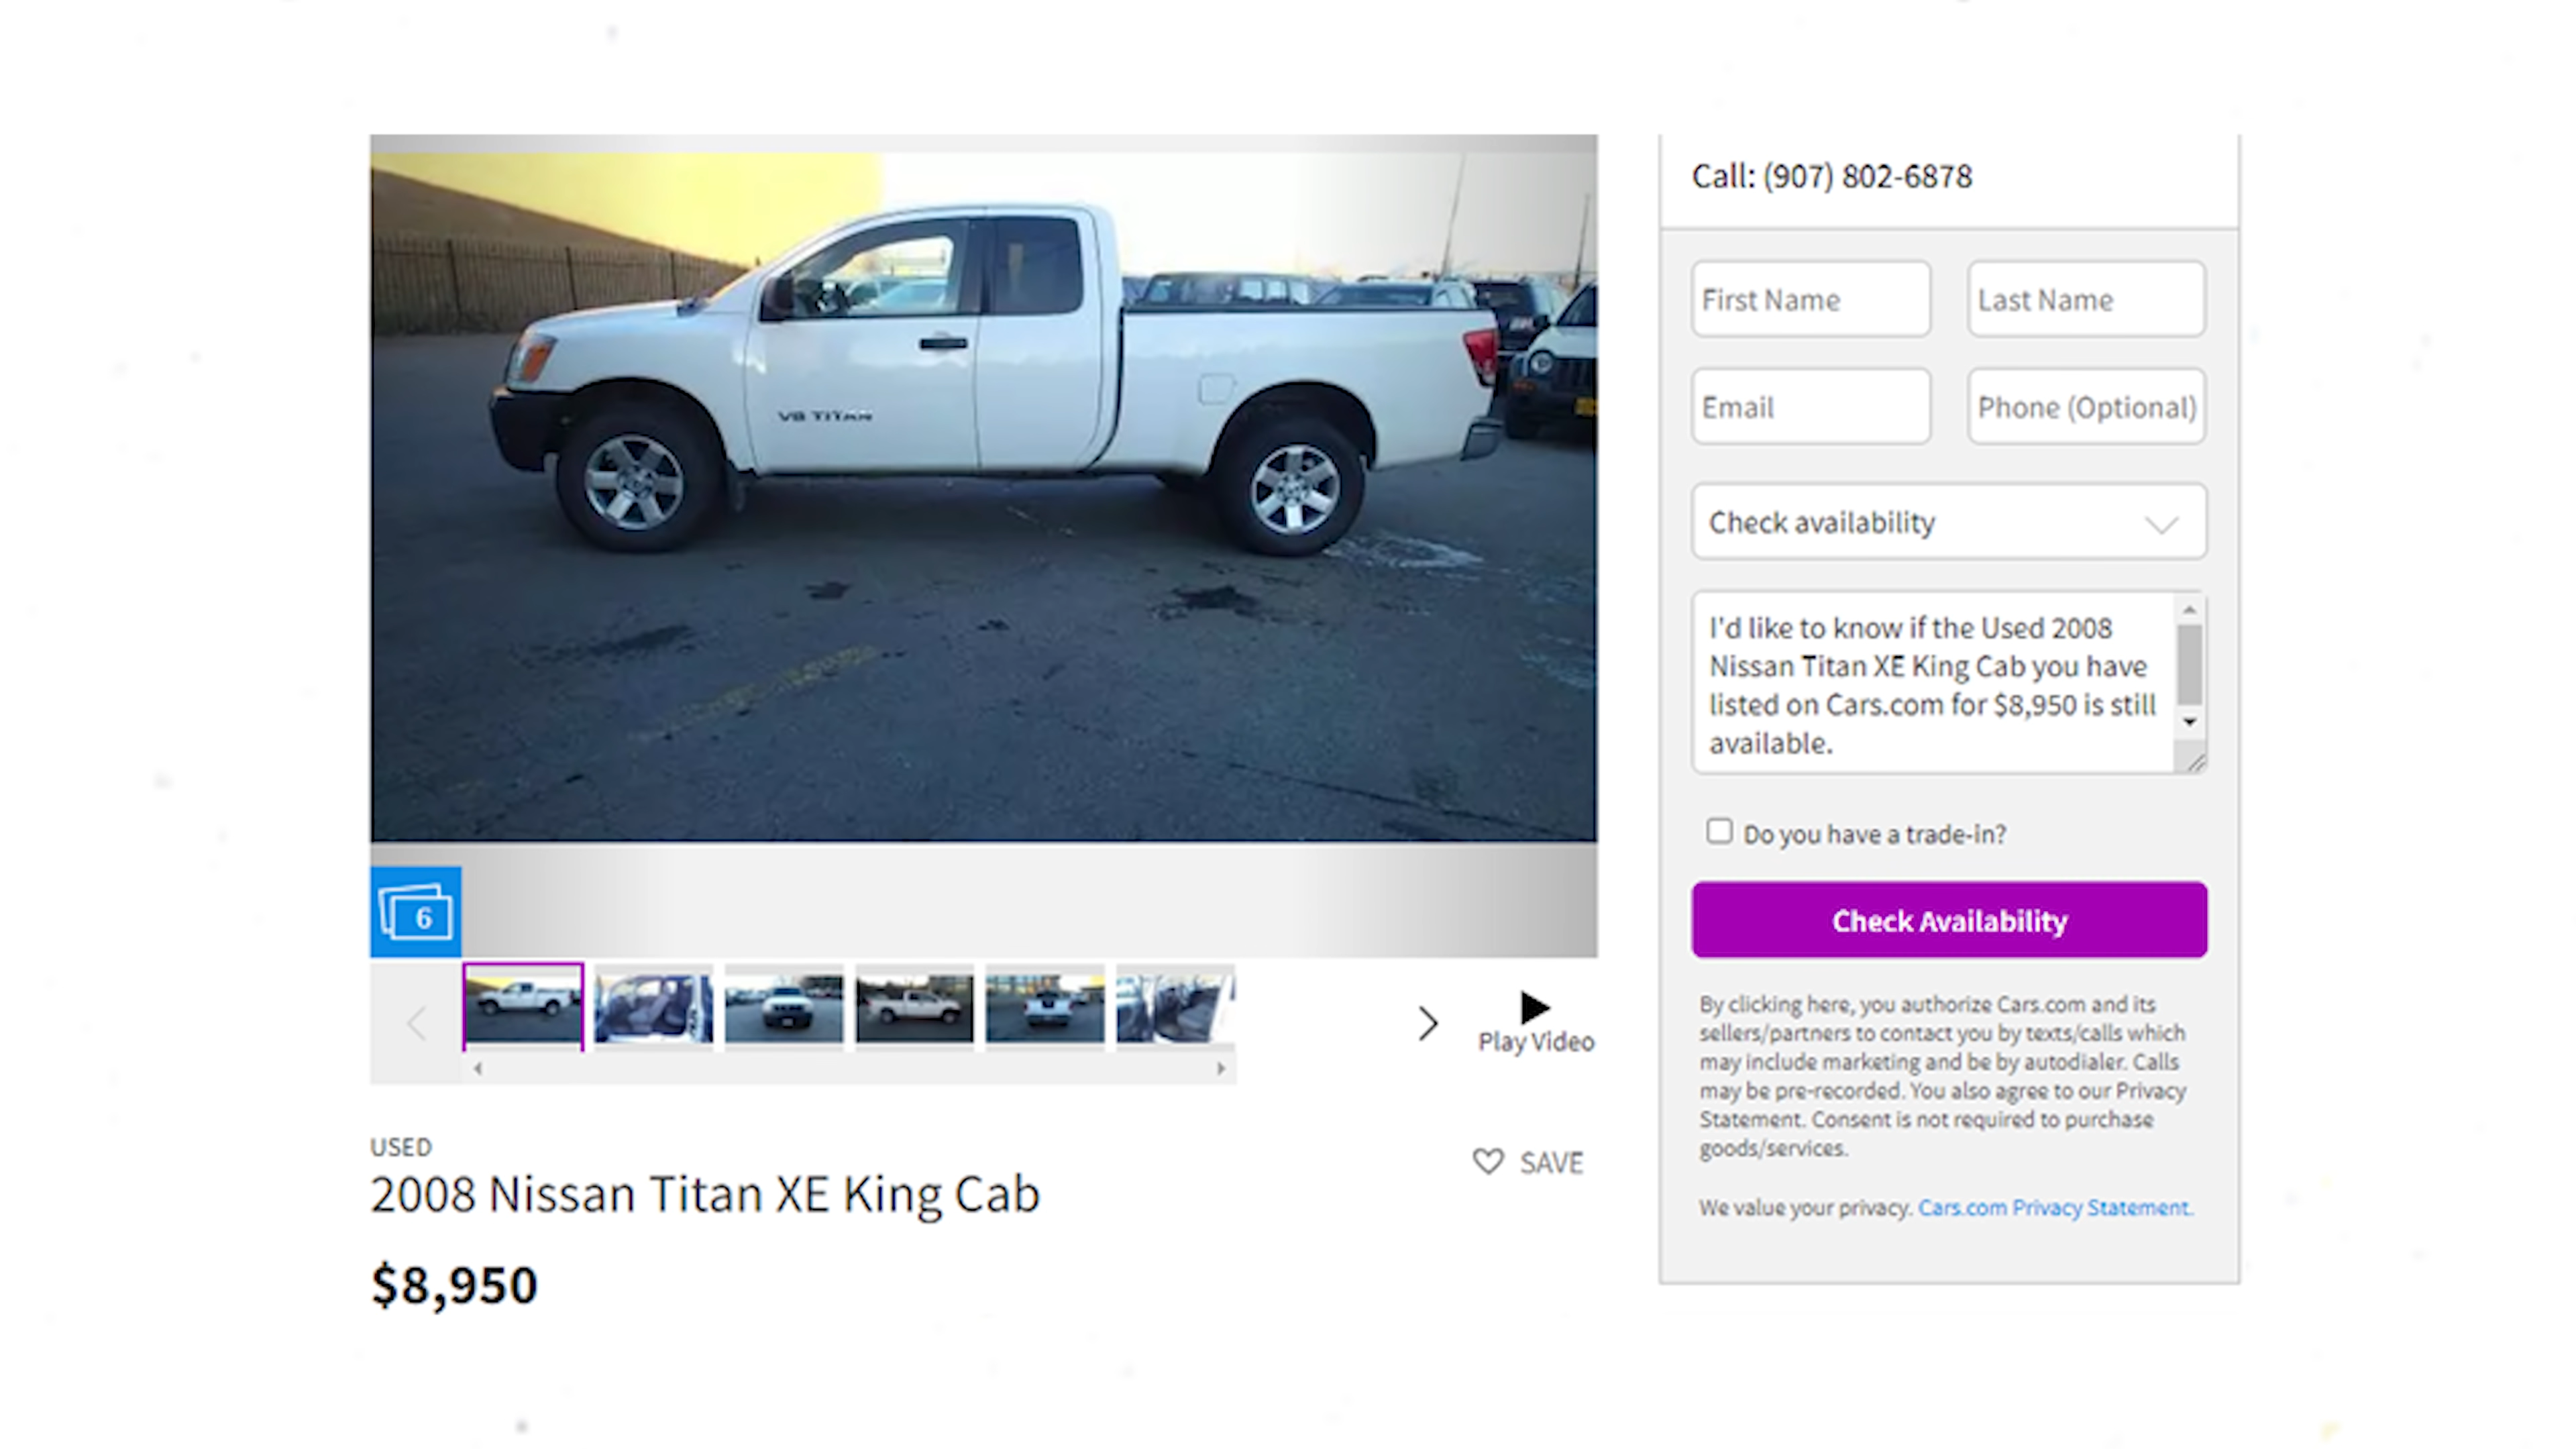 Call: (907) 802-6878
First Name
Last Name
Email
Phone (Optional)
Check availability
I'd like to know if the Used 2008
Nissan Titan XE King Cab you have
listed on Cars.com for $8,950 is still
available.
Do you have a trade-in?
Check Availability
By clicking here, you authorize Cars.com and its
sellers/partners to contact you by texts/calls which
may include marketing and be by autodialer. Calls
may be pre-recorded. You also agree to our Privacy
Statement. Consent is not required to purchase
goods/services.
We value your privacy. Cars.com Privacy Statement.
V8 TITAN
6
Play Video
USED
2008 Nissan Titan XE King Cab
SAVE
$8,950